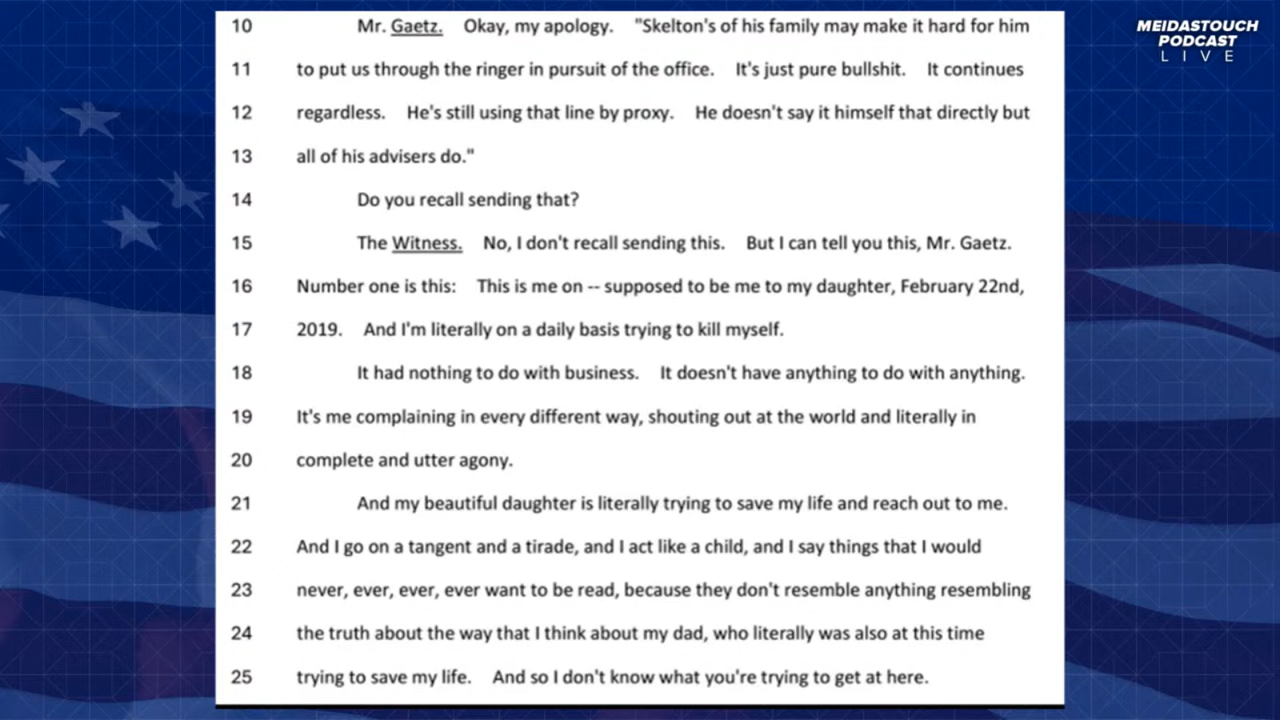 MEIDASTOUCH
PODCAST
LIVE
10 Mr. Gaetz. Okay, my apology. "Skelton's of his family may make it hard for him
11 to put us through the ringer in pursuit of the office. It's just pure bullshit. It continues
12 regardless. He's still using that line by proxy. He doesn't say it himself that directly but
13 all of his advisers do."
14 Do you recall sending that?
15 The Witness. No, I don't recall sending this. But I can tell you this, Mr. Gaetz.
16 Number one is this: This is me on -- supposed to be me to my daughter, February 22nd,
17 2019. And I'm literally on a daily basis trying to kill myself.
18 It had nothing to do with business. It doesn't have anything to do with anything.
19 It's me complaining in every different way, shouting out at the world and literally in
20 complete and utter agony.
21 And my beautiful daughter is literally trying to save my life and reach out to me.
22 And I go on a tangent and a tirade, and I act like a child, and I say things that I would
23 never, ever, ever, ever want to be read, because they don't resemble anything resembling
24 the truth about the way that I think about my dad, who literally was also at this time
25 trying to save my life. And so I don't know what you're trying to get at here.